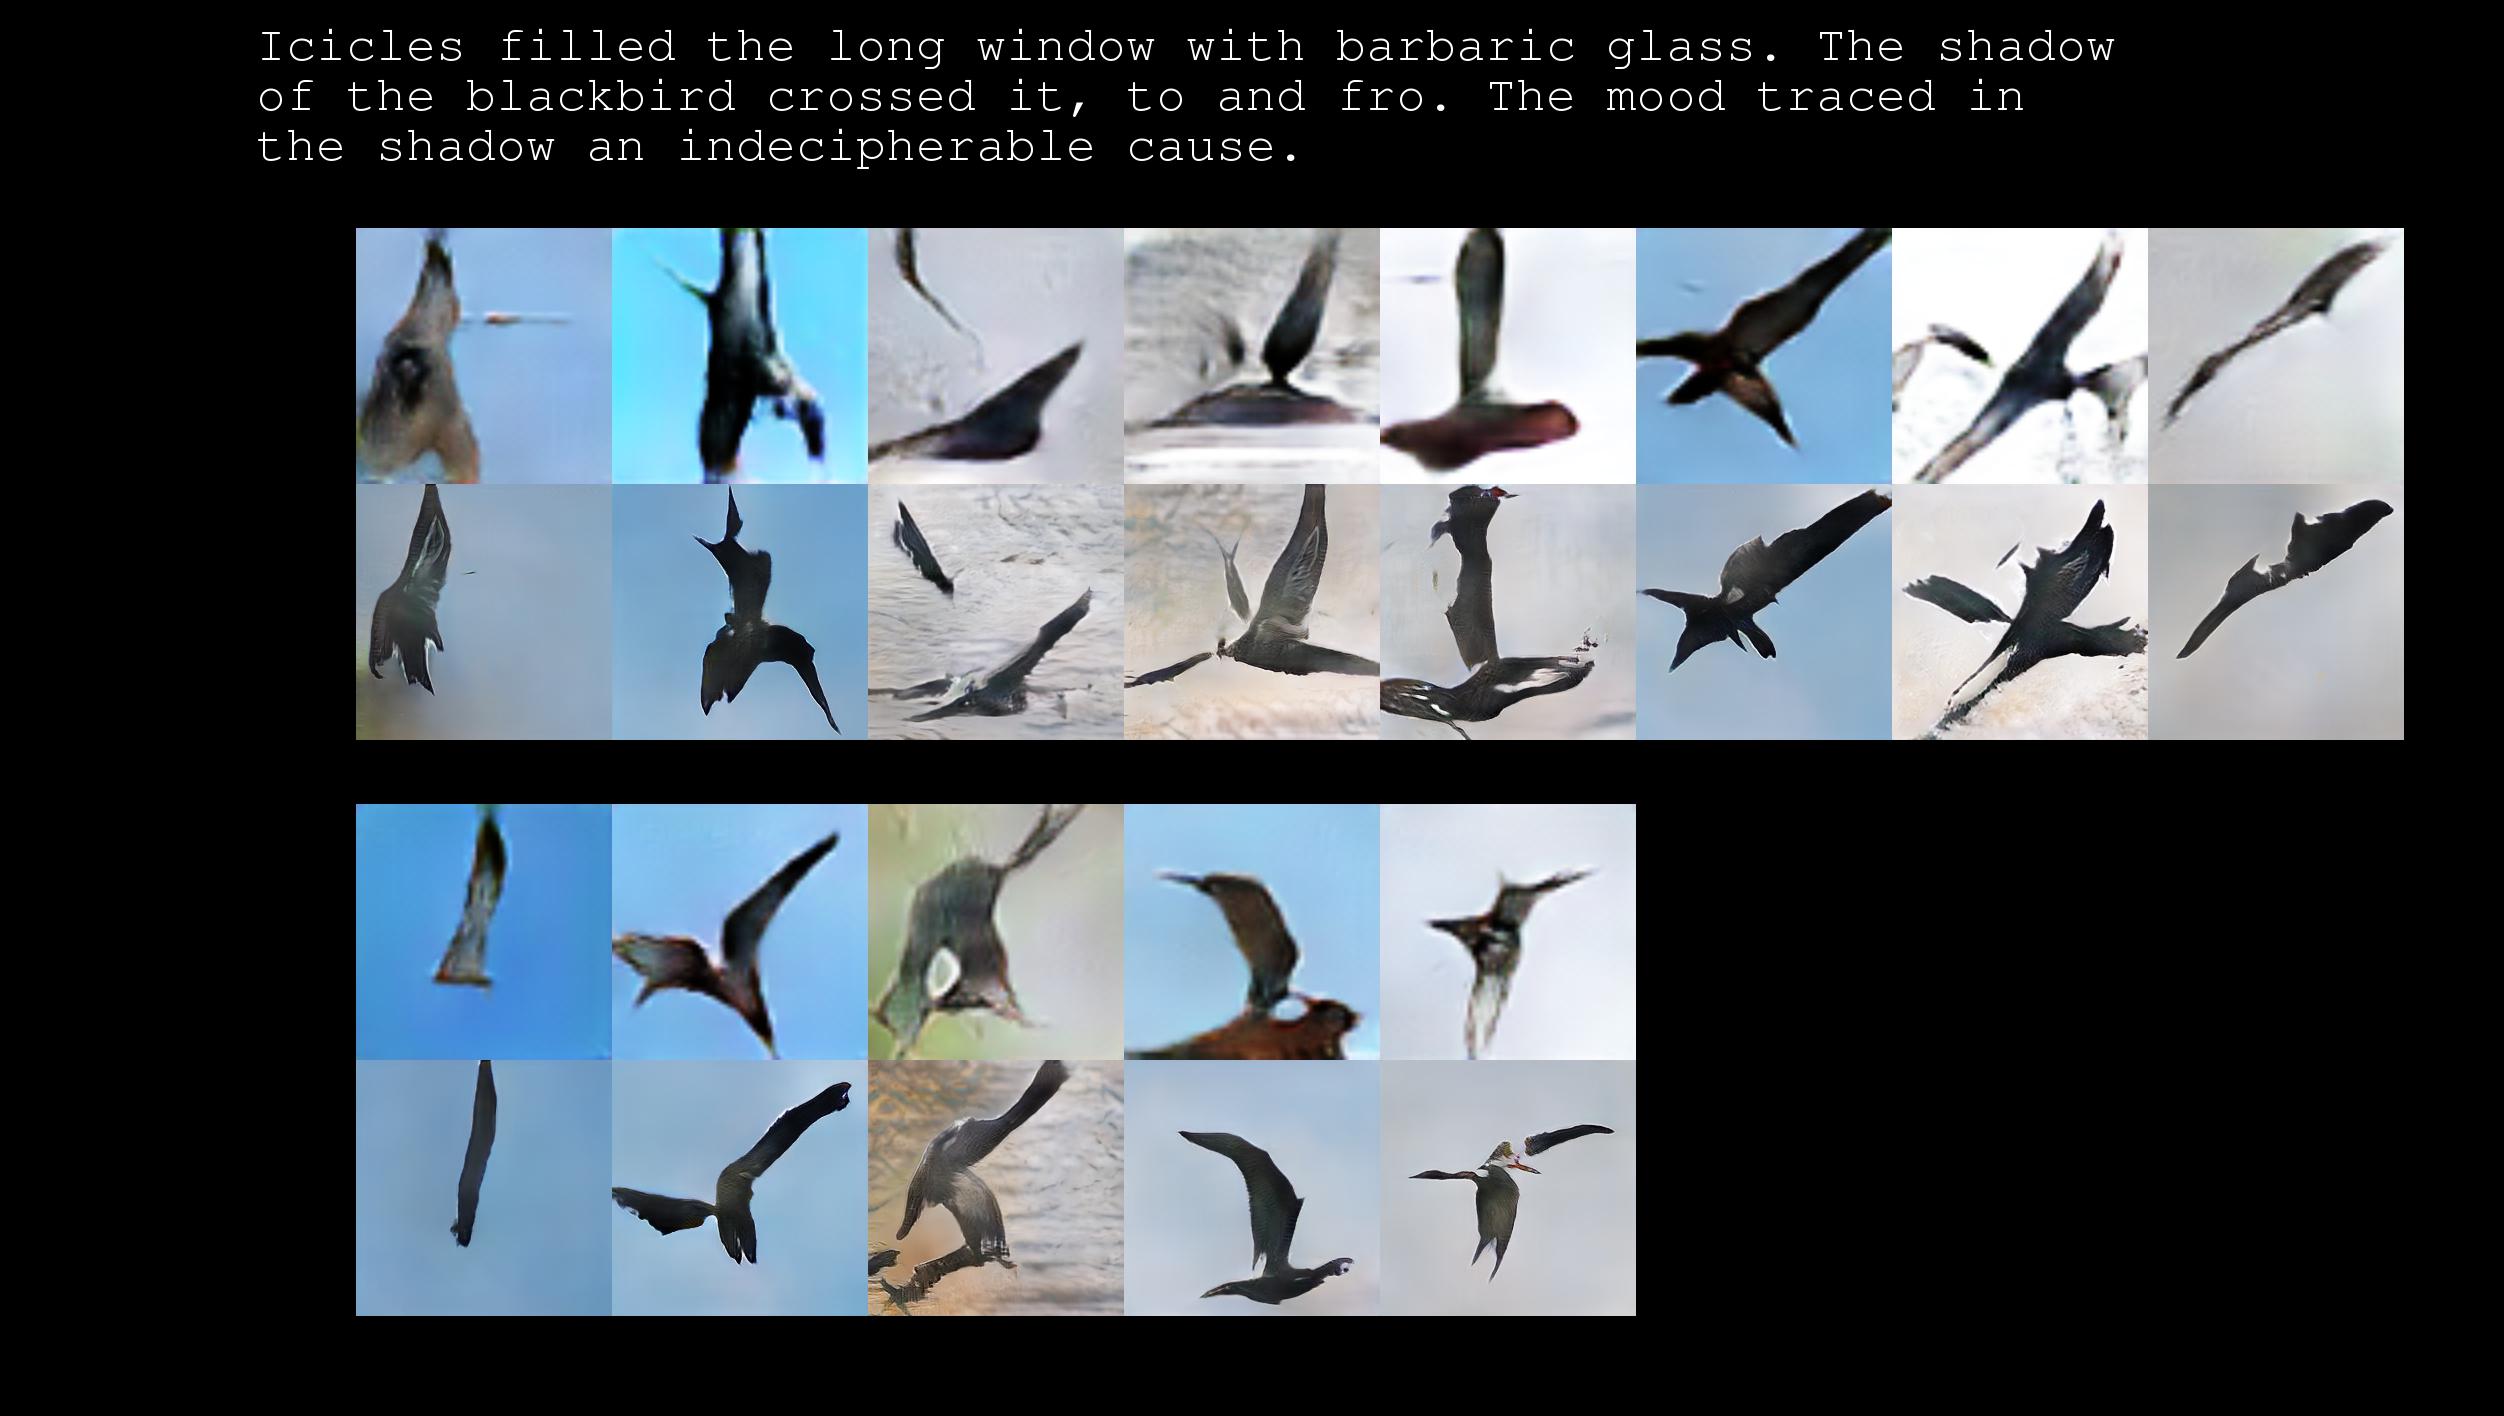 Icicles filled the long window with barbaric glass. The shadow
of the blackbird crossed it, to and fro. The mood traced in
the shadow an indecipherable cause.